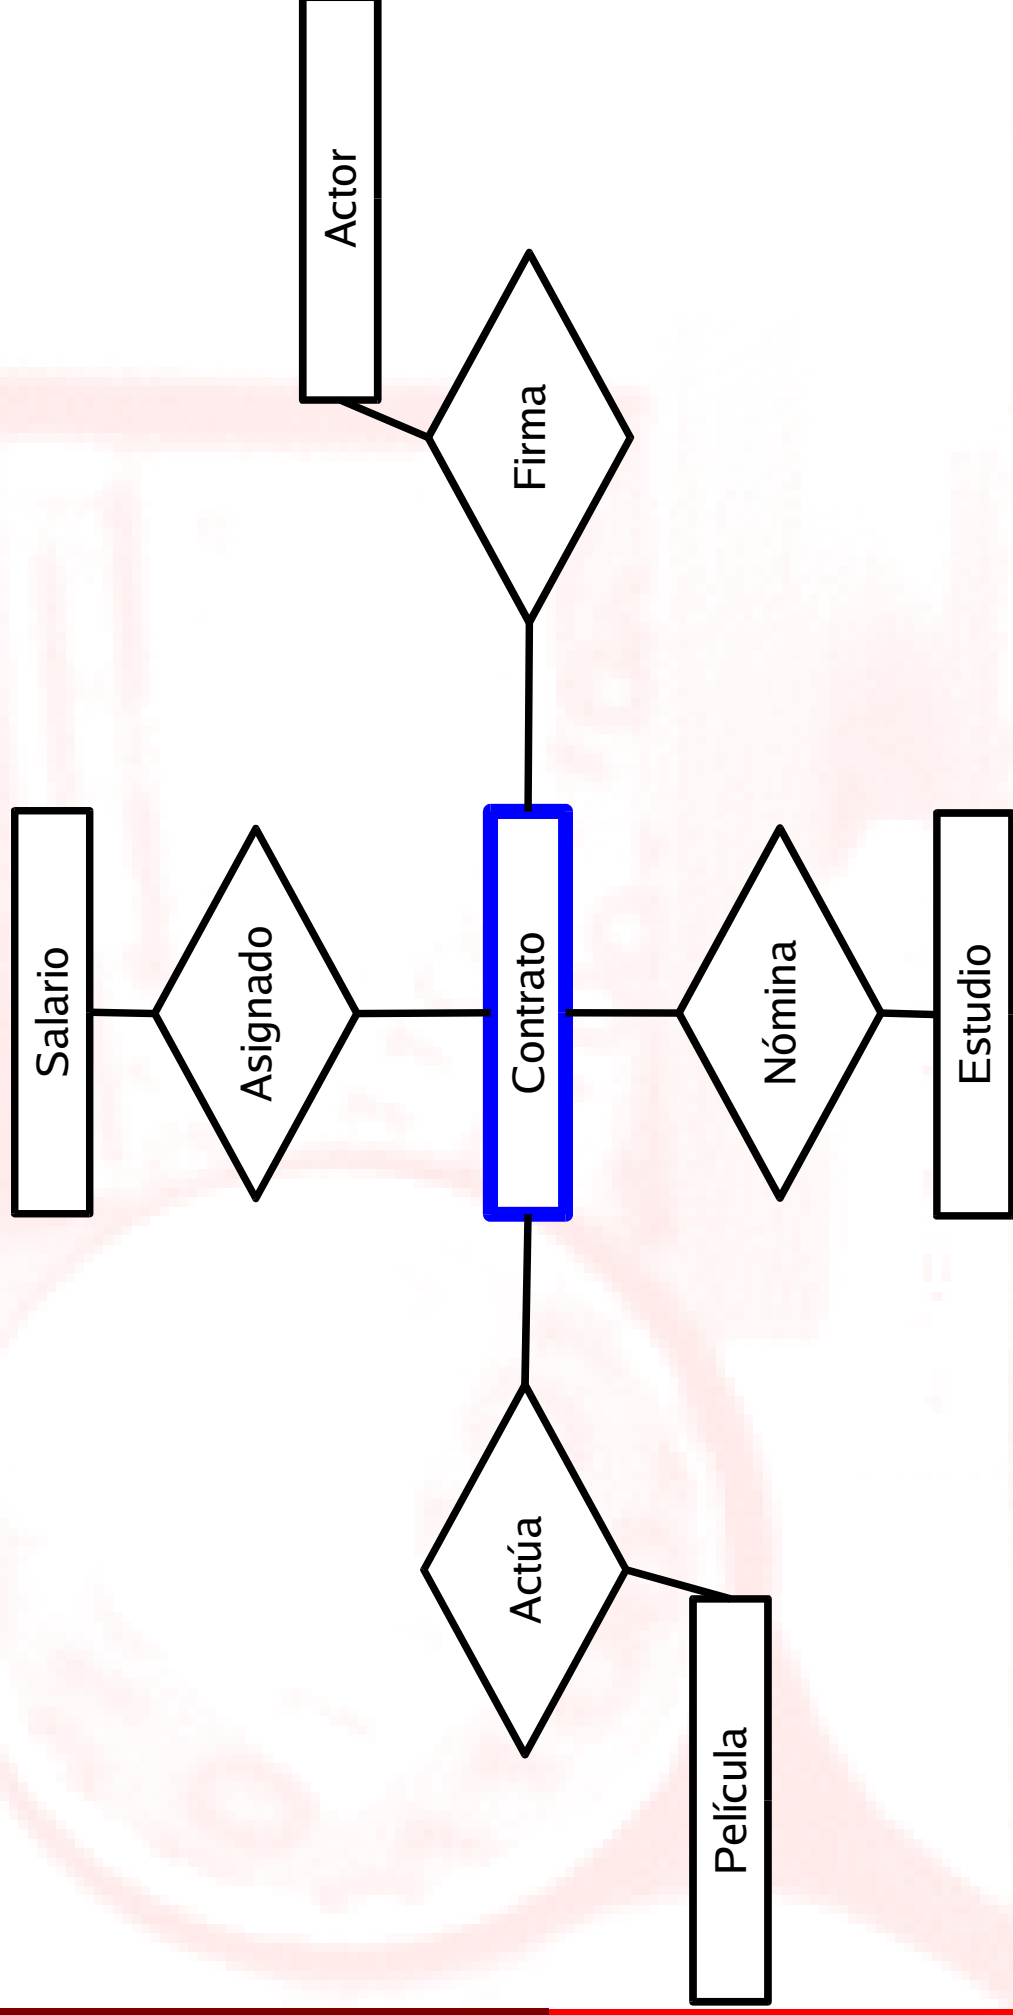 Salario
Asignado
Actor
Película
Actúa
Contrato
Firma
Nómina
Estudio